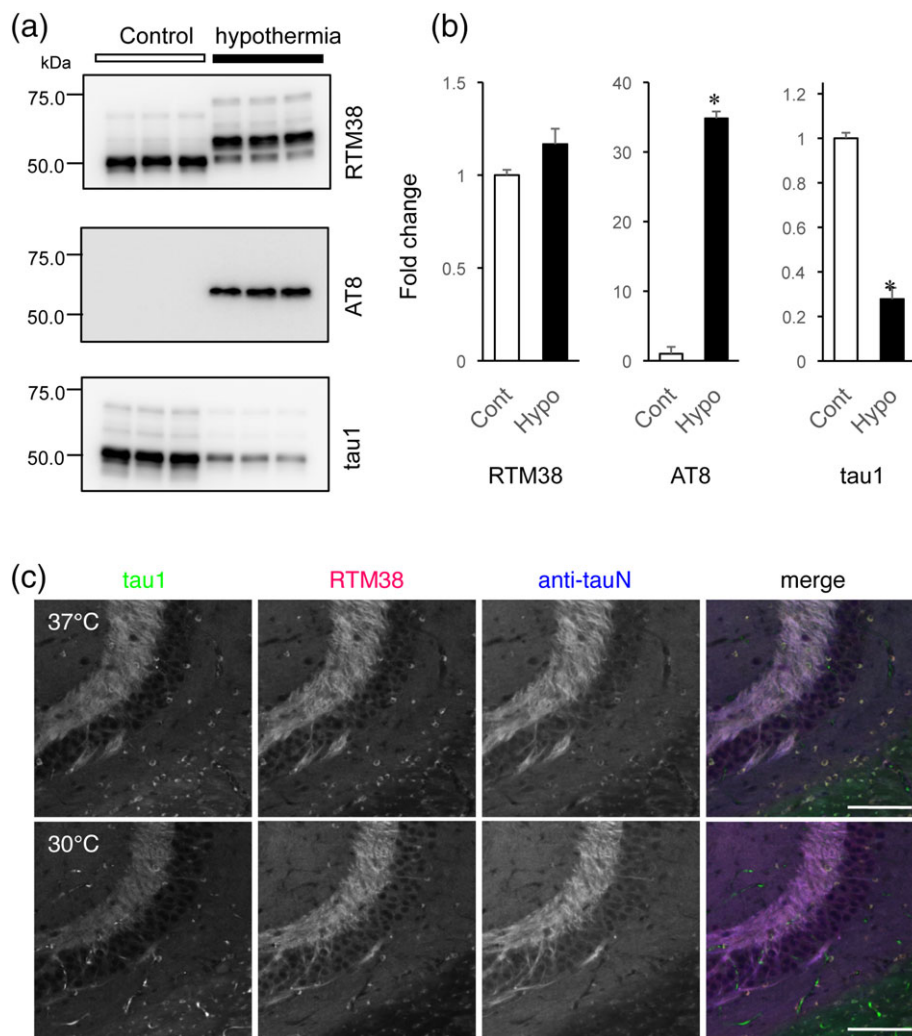 (a)
Control hypothermia
kDa
75.0
50.0
RTM38
75.0
50.0
AT8
75.0
50.0
tau1
(b)
Fold change
1.5
1
0.5
0
Cont
Hypo
RTM38
40
30
20
10
0
*
Cont
Hypo
AT8
1.2
1
0.8
0.6
0.4
0.2
0
*
Cont
Hypo
tau1
(c)
tau1 RTM38 anti-tauN merge
37°C
30°C